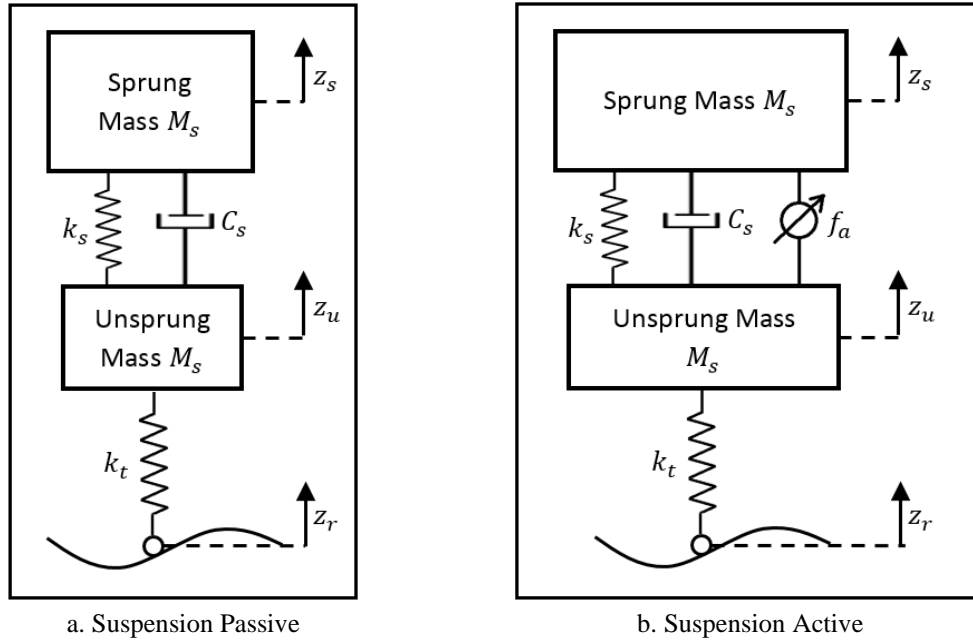 Sprung
Mass M_s
z_s
k_s
C_s
Unsprung
Mass M_s
z_u
k_t
z_r
a. Suspension Passive
Sprung Mass M_s
z_s
k_s
C_s
f_a
Unsprung Mass
M_s
z_u
k_t
z_r
b. Suspension Active